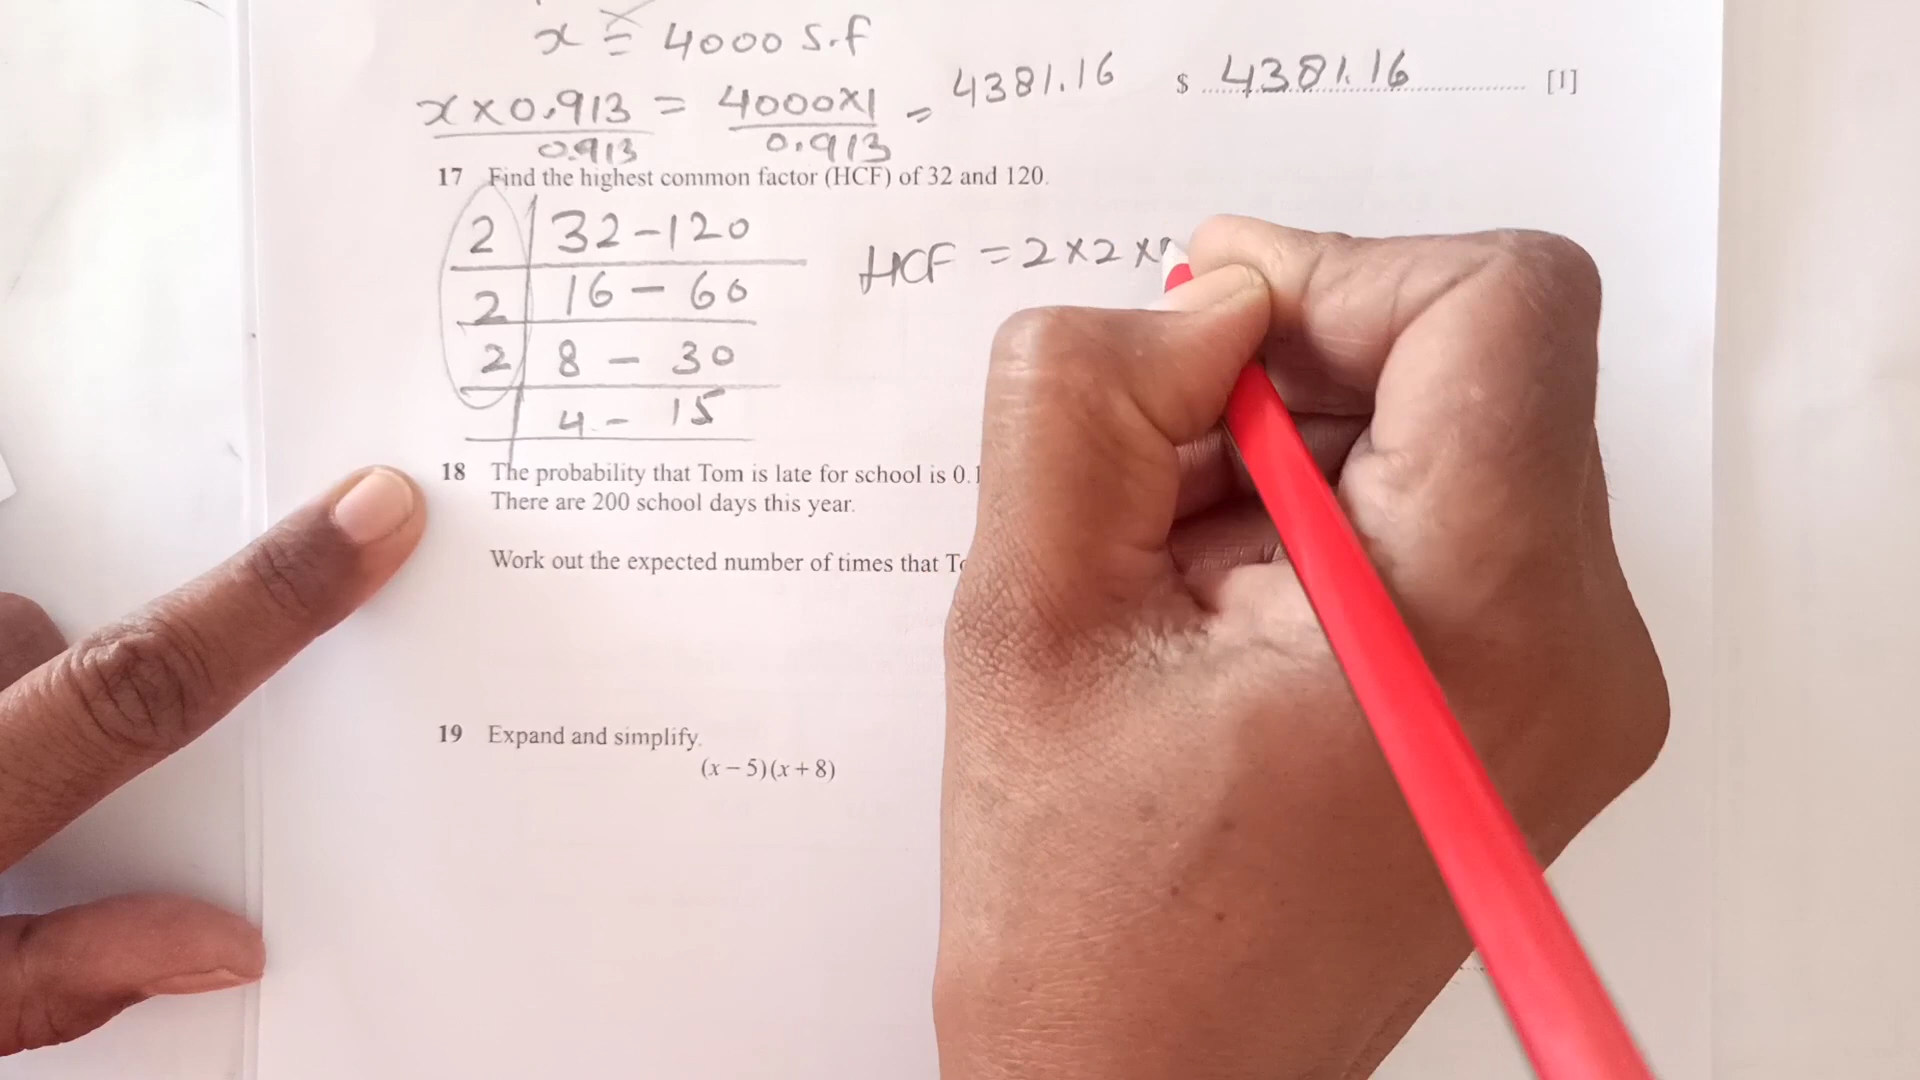 x = 4000 S.f
x × 0.913 / 0.913 = 4000×1 / 0.913 = 4381.16 $ 4381.16 [1]
17 Find the highest common factor (HCF) of 32 and 120.
2 32 - 120
2 16 - 60
2 8 - 30
4 - 15
HCF = 2 × 2 ×
18 The probability that Tom is late for school is 0.1
There are 200 school days this year.
Work out the expected number of times that
19 Expand and simplify.
(x − 5)(x + 8)